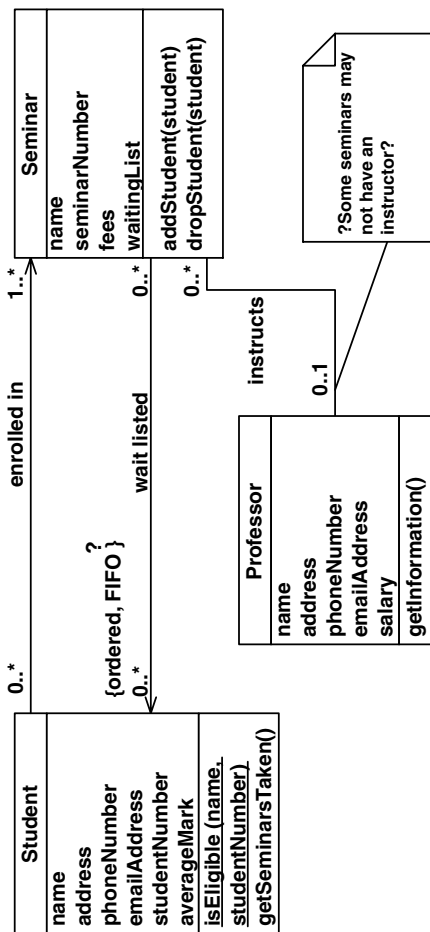 Student
name
address
phoneNumber
emailAddress
studentNumber
averageMark
isEligible (name,
studentNumber)
getSeminarsTaken()
0..*
enrolled in
1..*
?
{ordered, FIFO }
0..*
wait listed
0..*
Seminar
name
seminarNumber
fees
waitingList
addStudent(student)
dropStudent(student)
0..*
instructs
0..1
Professor
name
address
phoneNumber
emailAddress
salary
getInformation()
?Some seminars may
not have an
instructor?